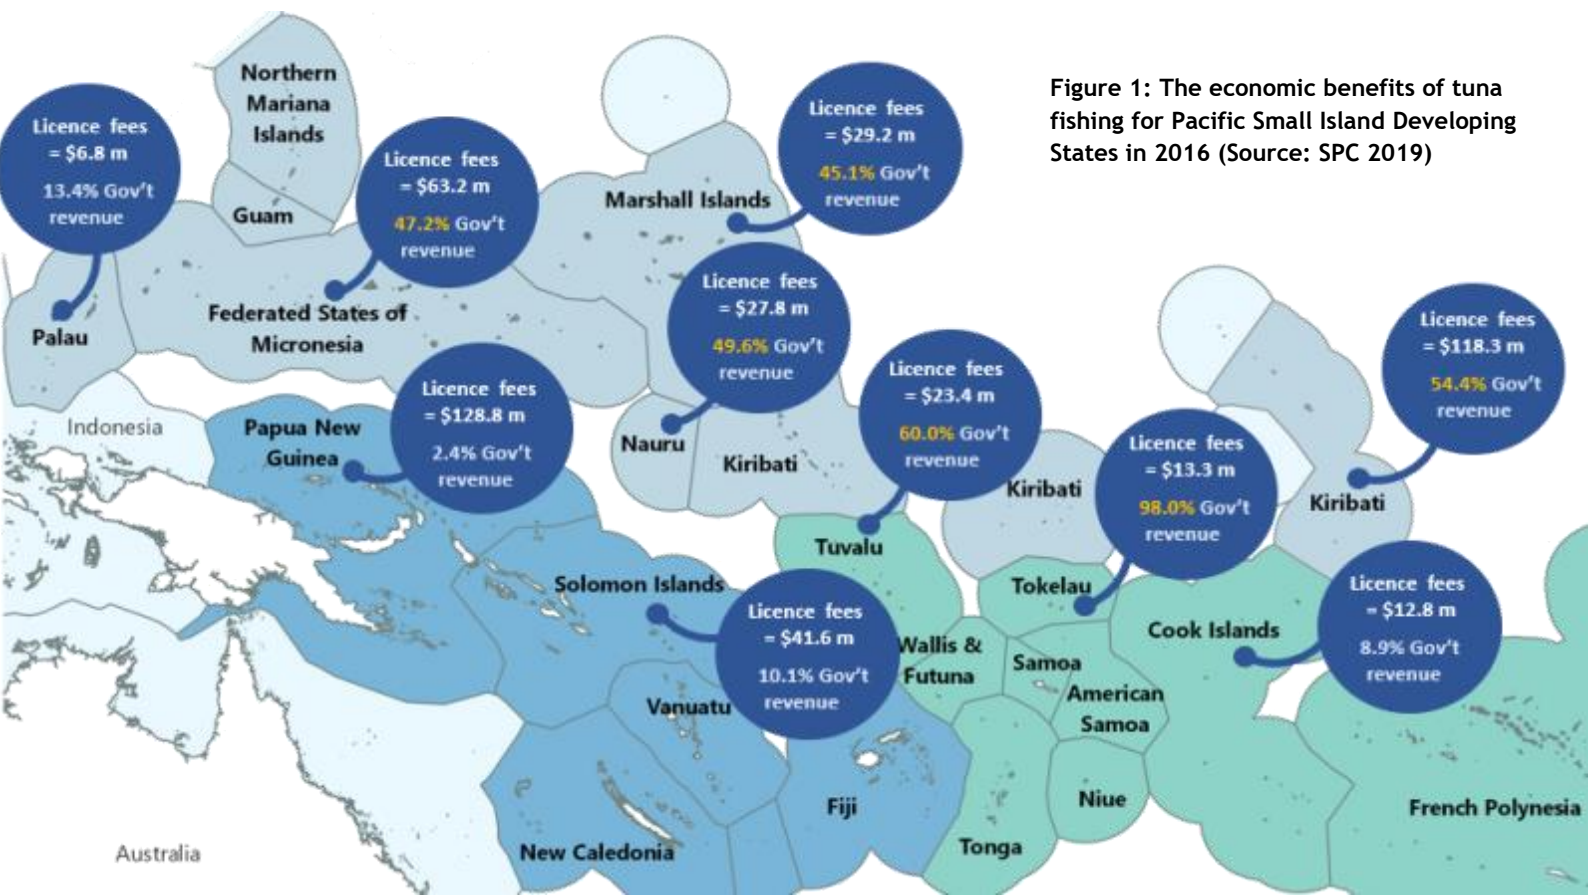 Figure 1: The economic benefits of tuna
fishing for Pacific Small Island Developing
States in 2016 (Source: SPC 2019)
Northern
Mariana
Islands
Guam
Licence fees
= $6.8 m
13.4% Gov't
revenue
Palau
Licence fees
= $63.2 m
47.2% Gov't
revenue
Federated States of
Micronesia
Licence fees
= $29.2 m
45.1% Gov't
revenue
Marshall Islands
Licence fees
= $27.8 m
49.6% Gov't
revenue
Nauru
Kiribati
Licence fees
= $128.8 m
2.4% Gov't
revenue
Indonesia
Papua New
Guinea
Licence fees
= $23.4 m
60.0% Gov't
revenue
Tuvalu
Kiribati
Licence fees
= $13.3 m
98.0% Gov't
revenue
Tokelau
Licence fees
= $118.3 m
54.4% Gov't
revenue
Kiribati
Solomon Islands
Licence fees
= $41.6 m
10.1% Gov't
revenue
Licence fees
= $12.8 m
8.9% Gov't
revenue
Cook Islands
Wallis &
Futuna
Samoa
American
Samoa
Vanuatu
Fiji
Niue
French Polynesia
Tonga
New Caledonia
Australia